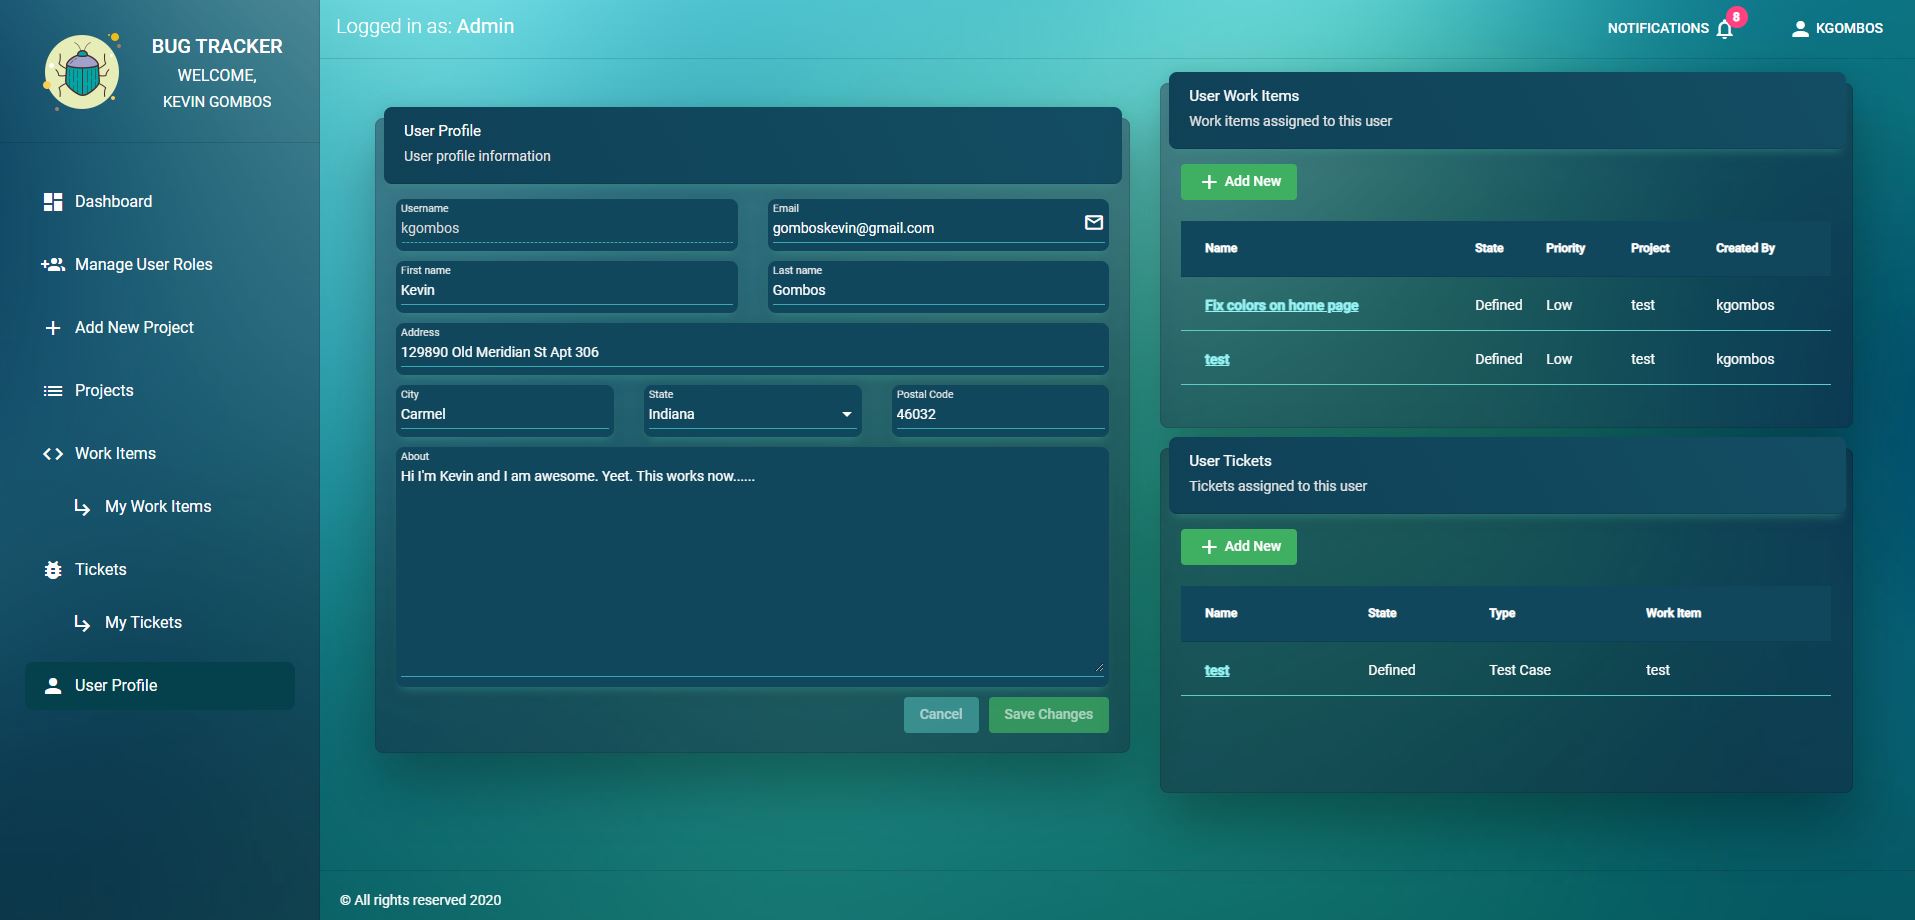 BUG TRACKER
WELCOME,
KEVIN GOMBOS
Dashboard
Manage User Roles
Add New Project
Projects
Work Items
My Work Items
Tickets
My Tickets
User Profile
Logged in as: Admin
NOTIFICATIONS 8
KGOMBOS
User Profile
User profile information
Username
kgombos
Email
gomboskevin@gmail.com
First name
Kevin
Last name
Gombos
Address
129890 Old Meridian St Apt 306
City
Carmel
State
Indiana
Postal Code
46032
About
Hi I'm Kevin and I am awesome. Yeet. This works now......
Cancel
Save Changes
User Work Items
Work items assigned to this user
Add New
Name State Priority Project Created By
Fix colors on home page Defined Low test kgombos
test Defined Low test kgombos
User Tickets
Tickets assigned to this user
Add New
Name State Type Work Item
test Defined Test Case test
© All rights reserved 2020